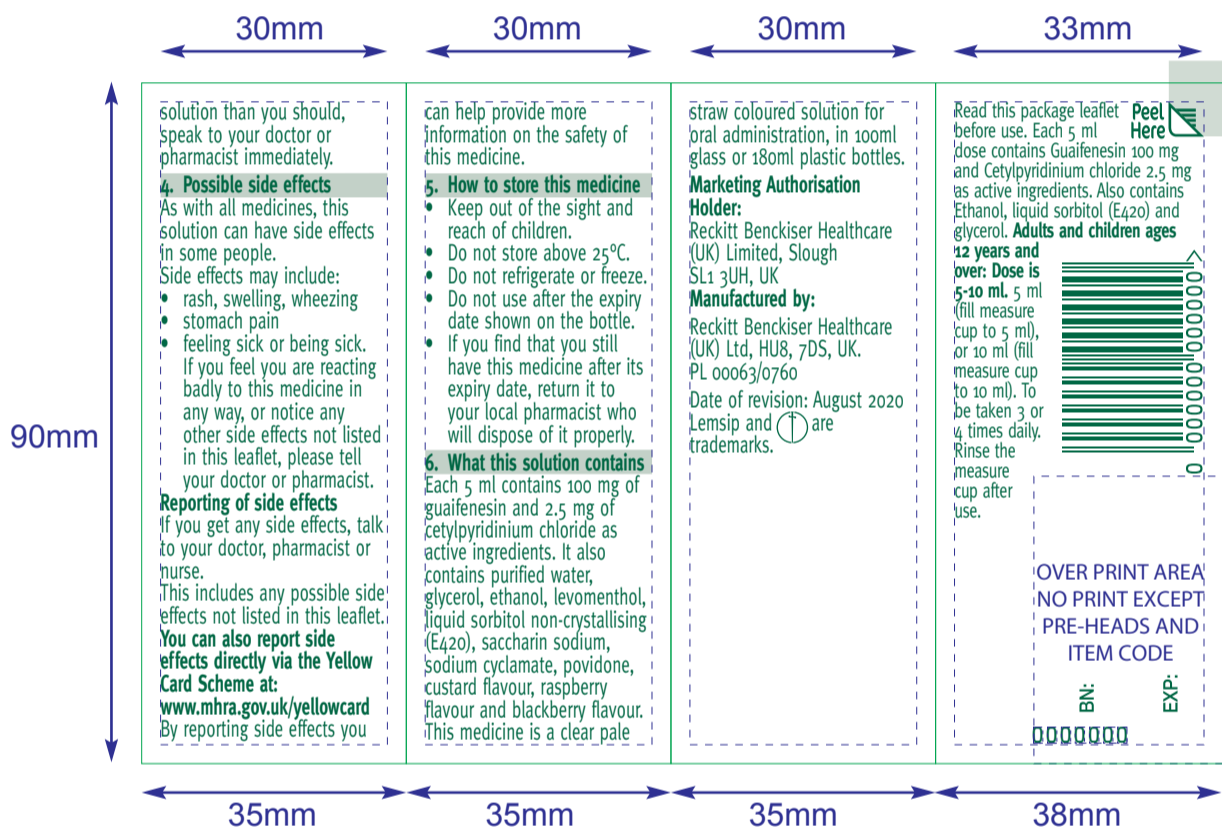 30mm
30mm
30mm
33mm
90mm
solution than you should,
speak to your doctor or
pharmacist immediately.
4. Possible side effects
As with all medicines, this
solution can have side effects
in some people.
Side effects may include:
• rash, swelling, wheezing
• stomach pain
• feeling sick or being sick.
If you feel you are reacting
badly to this medicine in
any way, or notice any
other side effects not listed
in this leaflet, please tell
your doctor or pharmacist.
Reporting of side effects
If you get any side effects, talk
to your doctor, pharmacist or
nurse.
This includes any possible side
effects not listed in this leaflet.
You can also report side
effects directly via the Yellow
Card Scheme at:
www.mhra.gov.uk/yellowcard
By reporting side effects you
can help provide more
information on the safety of
this medicine.
5. How to store this medicine
• Keep out of the sight and
reach of children.
• Do not store above 25ºC.
• Do not refrigerate or freeze.
• Do not use after the expiry
date shown on the bottle.
• If you find that you still
have this medicine after its
expiry date, return it to
your local pharmacist who
will dispose of it properly.
6. What this solution contains
Each 5 ml contains 100 mg of
guaifenesin and 2.5 mg of
cetylpyridinium chloride as
active ingredients. It also
contains purified water,
glycerol, ethanol, levomenthol,
liquid sorbitol non-crystallising
(E420), saccharin sodium,
sodium cyclamate, povidone,
custard flavour, raspberry
flavour and blackberry flavour.
This medicine is a clear pale
straw coloured solution for
oral administration, in 100ml
glass or 180ml plastic bottles.
Marketing Authorisation
Holder:
Reckitt Benckiser Healthcare
(UK) Limited, Slough
SL1 3UH, UK
Manufactured by:
Reckitt Benckiser Healthcare
(UK) Ltd, HU8, 7DS, UK.
PL 00063/0760
Date of revision: August 2020
Lemsip and are
trademarks.
Read this package leaflet
before use. Each 5 ml
dose contains Guaifenesin 100 mg
and Cetylpyridinium chloride 2.5 mg
as active ingredients. Also contains
Ethanol, liquid sorbitol (E420) and
glycerol. Adults and children ages
12 years and
over: Dose is
5-10 ml. 5 ml
(fill measure
cup to 5 ml),
or 10 ml (fill
measure cup
to 10 ml). To
be taken 3 or
4 times daily.
Rinse the
measure
cup after
use.
Peel
Here
0 000000 000000 >
OVER PRINT AREA
NO PRINT EXCEPT
PRE-HEADS AND
ITEM CODE
BN:
EXP:
0000000
35mm
35mm
35mm
38mm